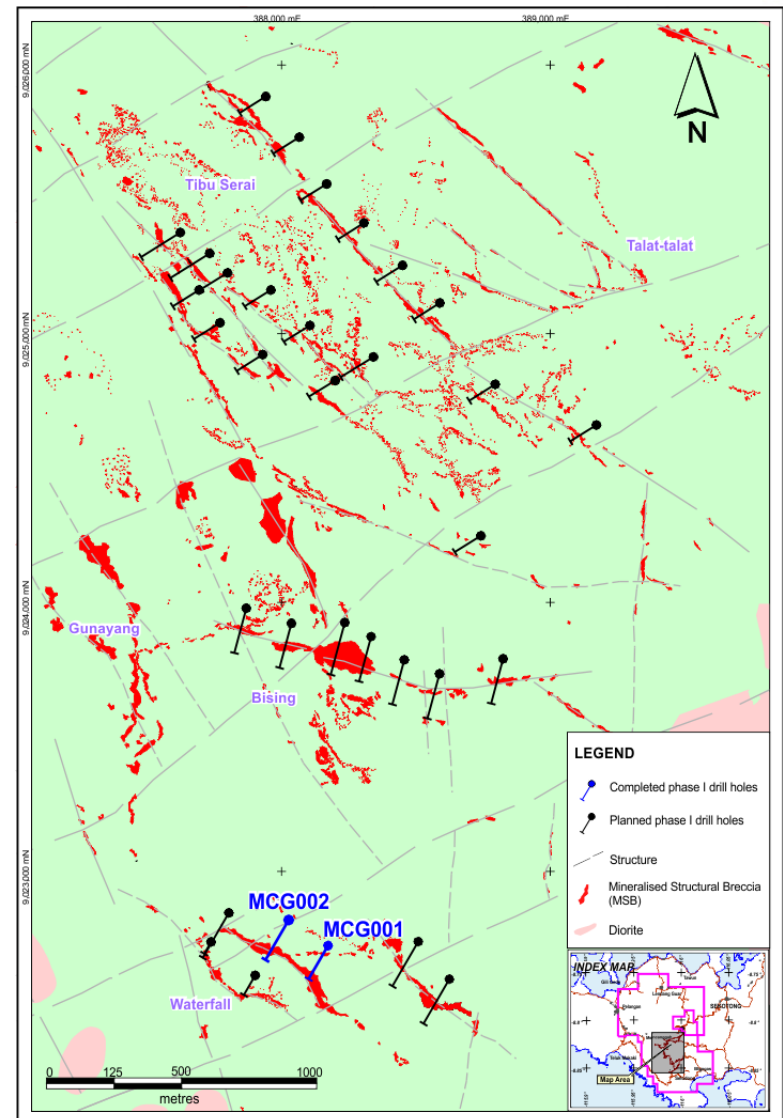 388,000 mE
389,000 mE
9,026,000 mN
N
Tibu Serai
Talat-talat
9,025,000 mN
9,024,000 mN
Gunayang
Bising
LEGEND
Completed phase I drill holes
Planned phase I drill holes
Structure
Mineralised Structural Breccia
(MSB)
Diorite
9,023,000 mN
MCG002
MCG001
Waterfall
0 125 500 1000
metres
INDEX MAP
Pelangan
Map Area